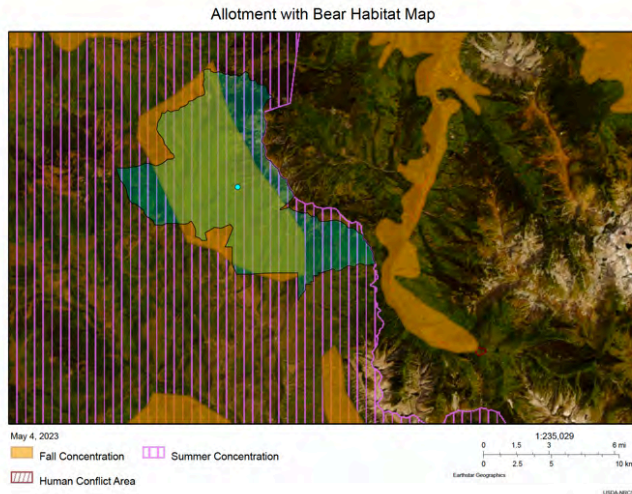 Allotment with Bear Habitat Map
May 4, 2023
Fall Concentration
Summer Concentration
Human Conflict Area
1:235,029
0 1.5 3 6 mi
0 2.5 5 10 km
Earthstar Geographics